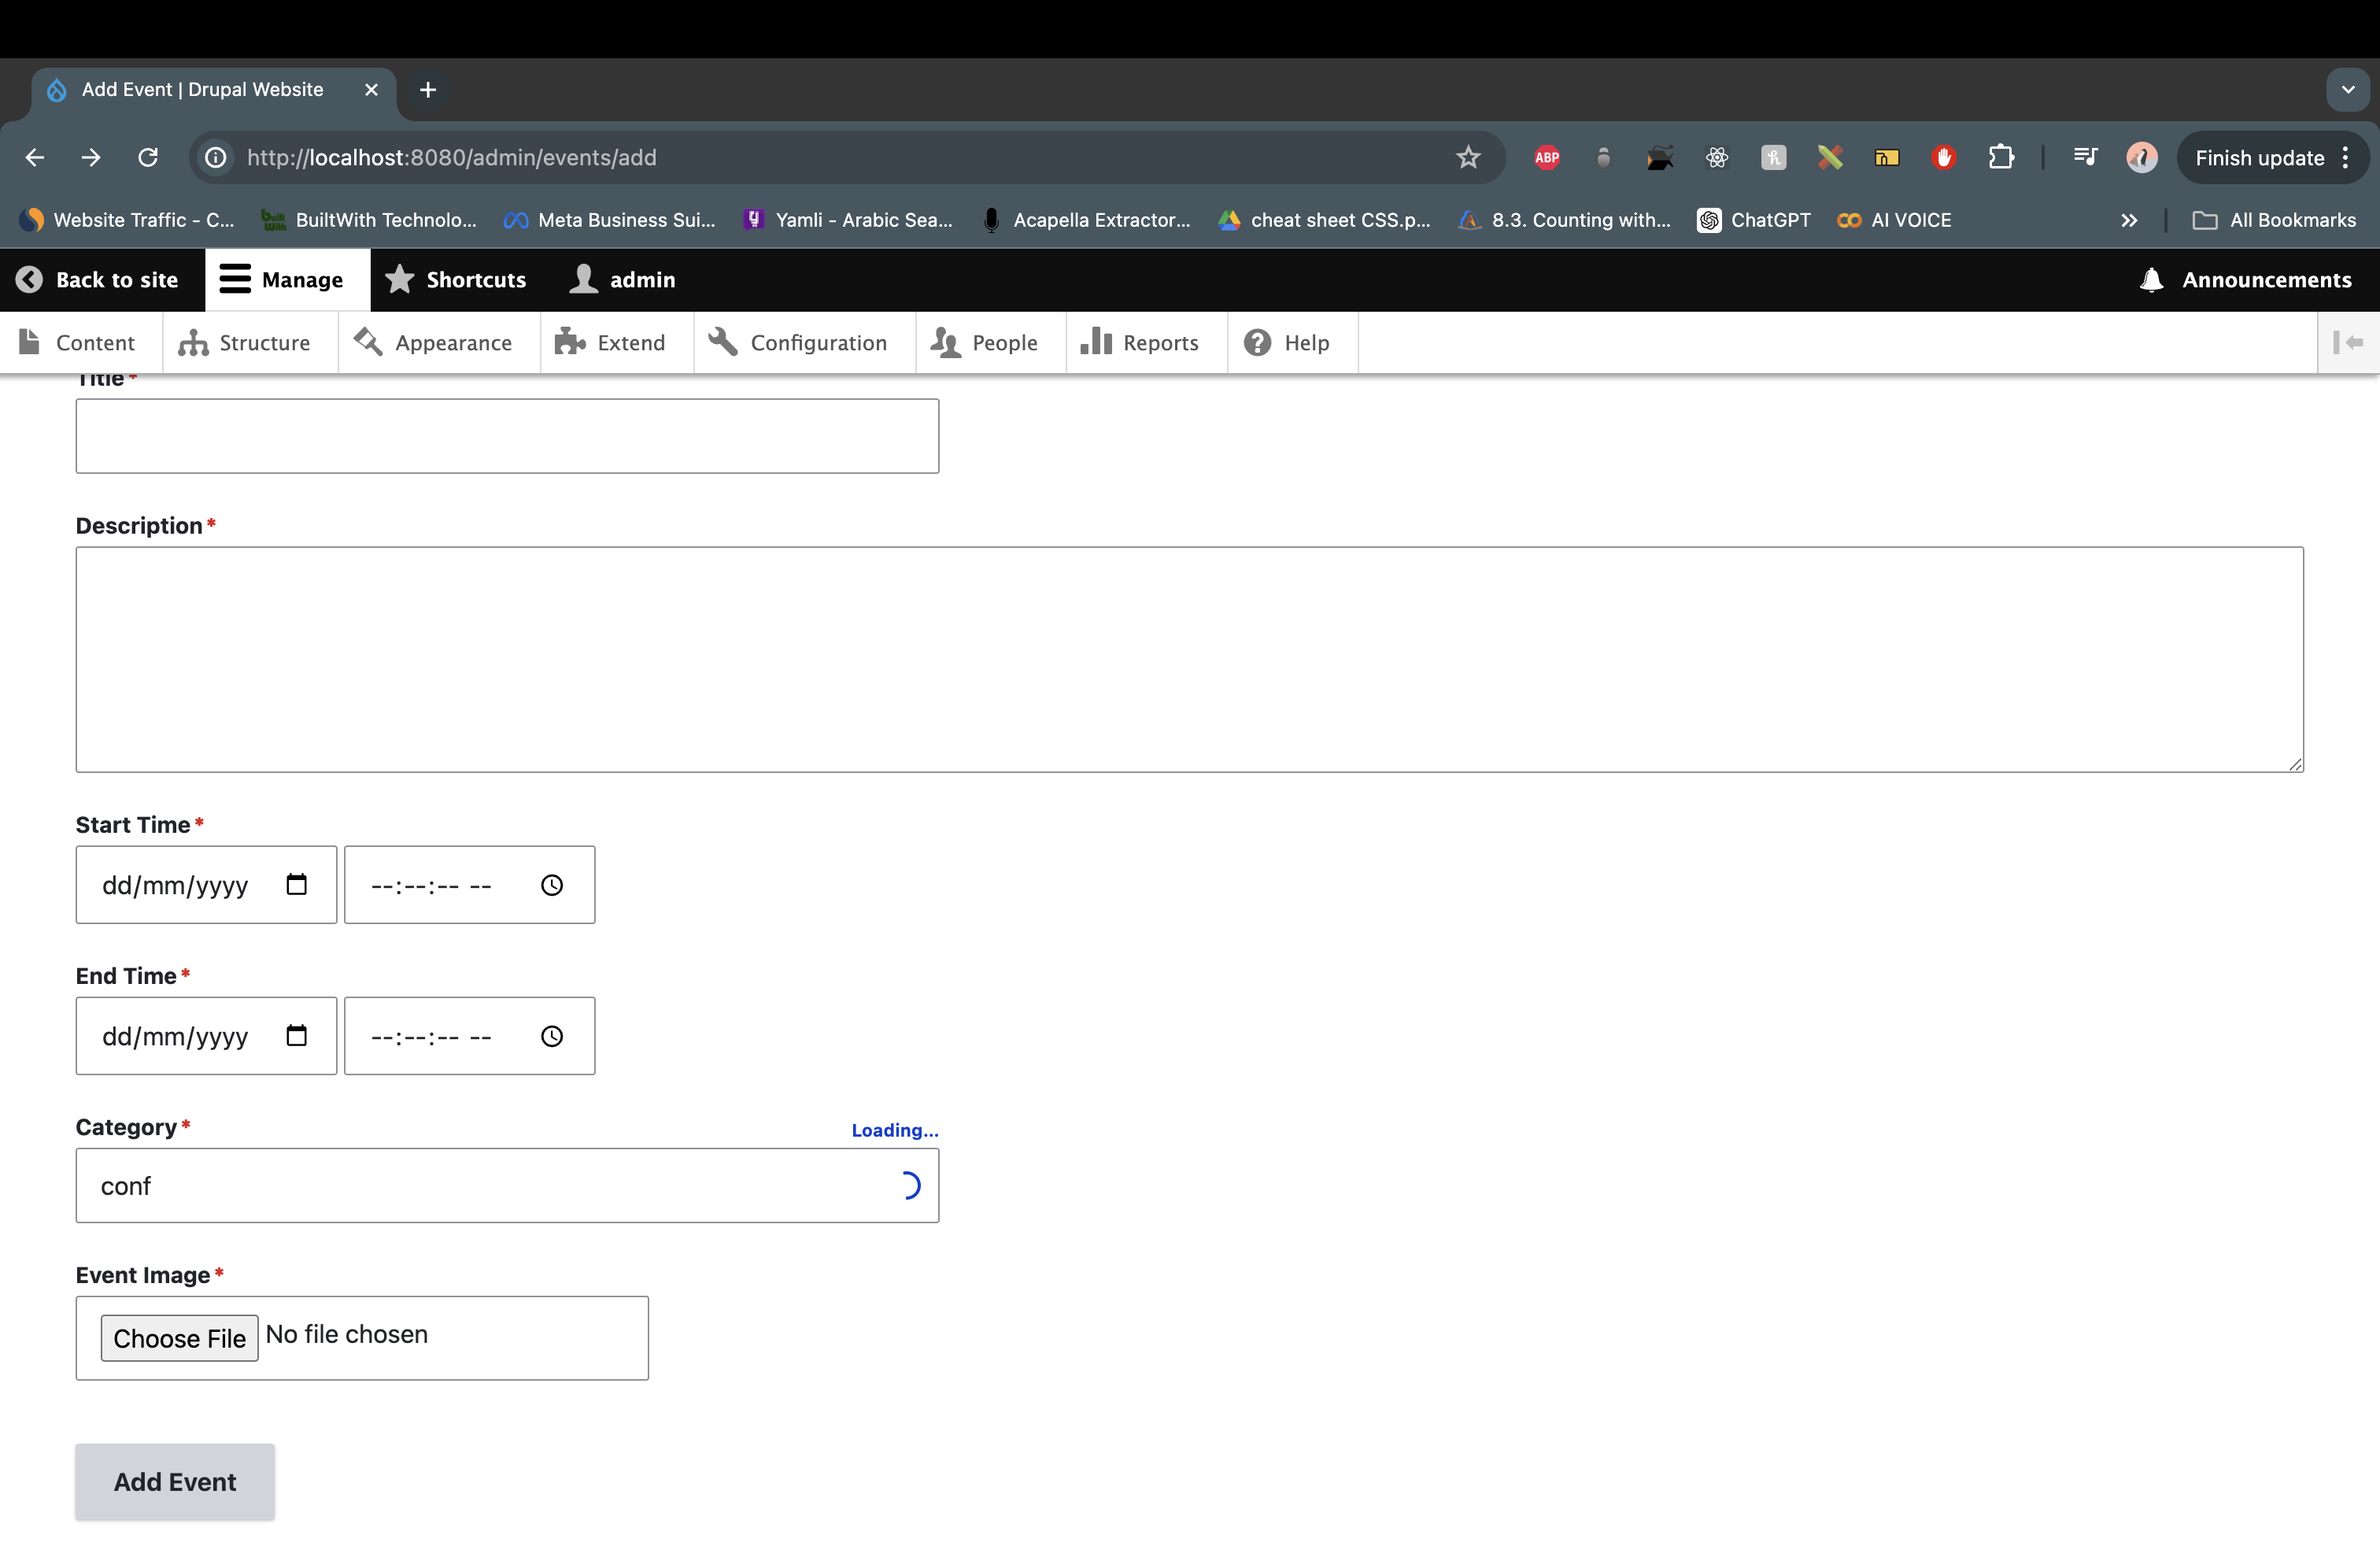 Add Event | Drupal Website
http://localhost:8080/admin/events/add
ABP
Finish update
Website Traffic - C...
BuiltWith Technolo...
Meta Business Sui...
Yamli - Arabic Sea...
Acapella Extractor...
cheat sheet CSS.p...
8.3. Counting with...
ChatGPT
AI VOICE
All Bookmarks
Back to site
Manage
Shortcuts
admin
Announcements
Content
Structure
Appearance
Extend
Configuration
People
Reports
Help
Title*
Description*
Start Time*
dd/mm/yyyy
--:--:-- --
End Time*
dd/mm/yyyy
--:--:-- --
Category*
Loading...
conf
Event Image*
Choose File No file chosen
Add Event